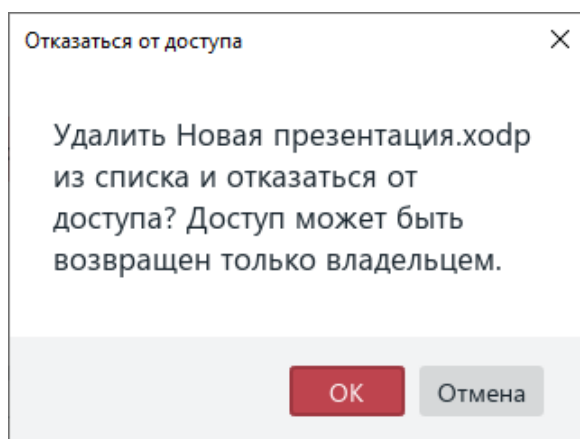 Отказаться от доступа
Удалить Новая презентация.xodp
из списка и отказаться от
доступа? Доступ может быть
возвращен только владельцем.
ОК
Отмена